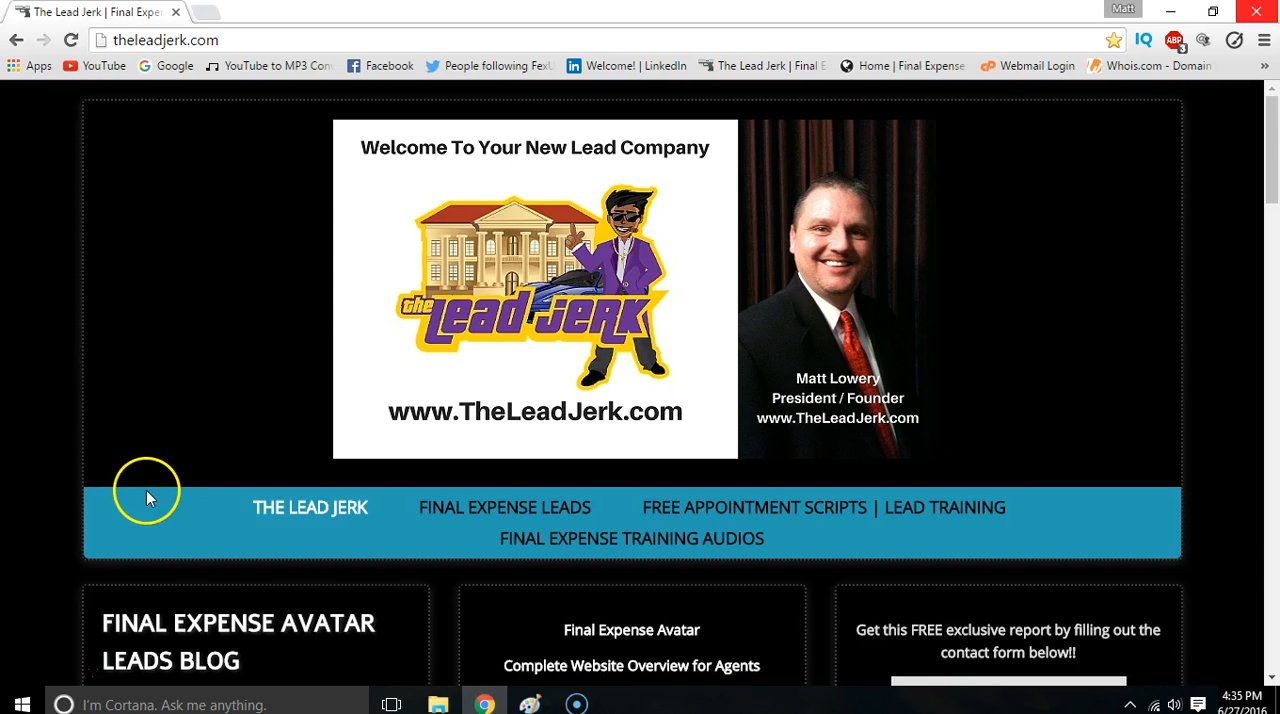 The Lead Jerk | Final Expe
Matt
theleadjerk.com
ABP
3
Apps
YouTube
Google
YouTube to MP3 Con
Facebook
People following FexU
Welcome! | LinkedIn
The Lead Jerk | Final E
Home | Final Expense
Webmail Login
Whois.com - Domain
Welcome To Your New Lead Company
the Lead Jerk
www.TheLeadJerk.com
Matt Lowery
President / Founder
www.TheLeadJerk.com
THE LEAD JERK
FINAL EXPENSE LEADS
FREE APPOINTMENT SCRIPTS | LEAD TRAINING
FINAL EXPENSE TRAINING AUDIOS
FINAL EXPENSE AVATAR
LEADS BLOG
Final Expense Avatar
Complete Website Overview for Agents
Get this FREE exclusive report by filling out the
contact form below!!
I'm Cortana. Ask me anything.
4:35 PM
6/27/2016